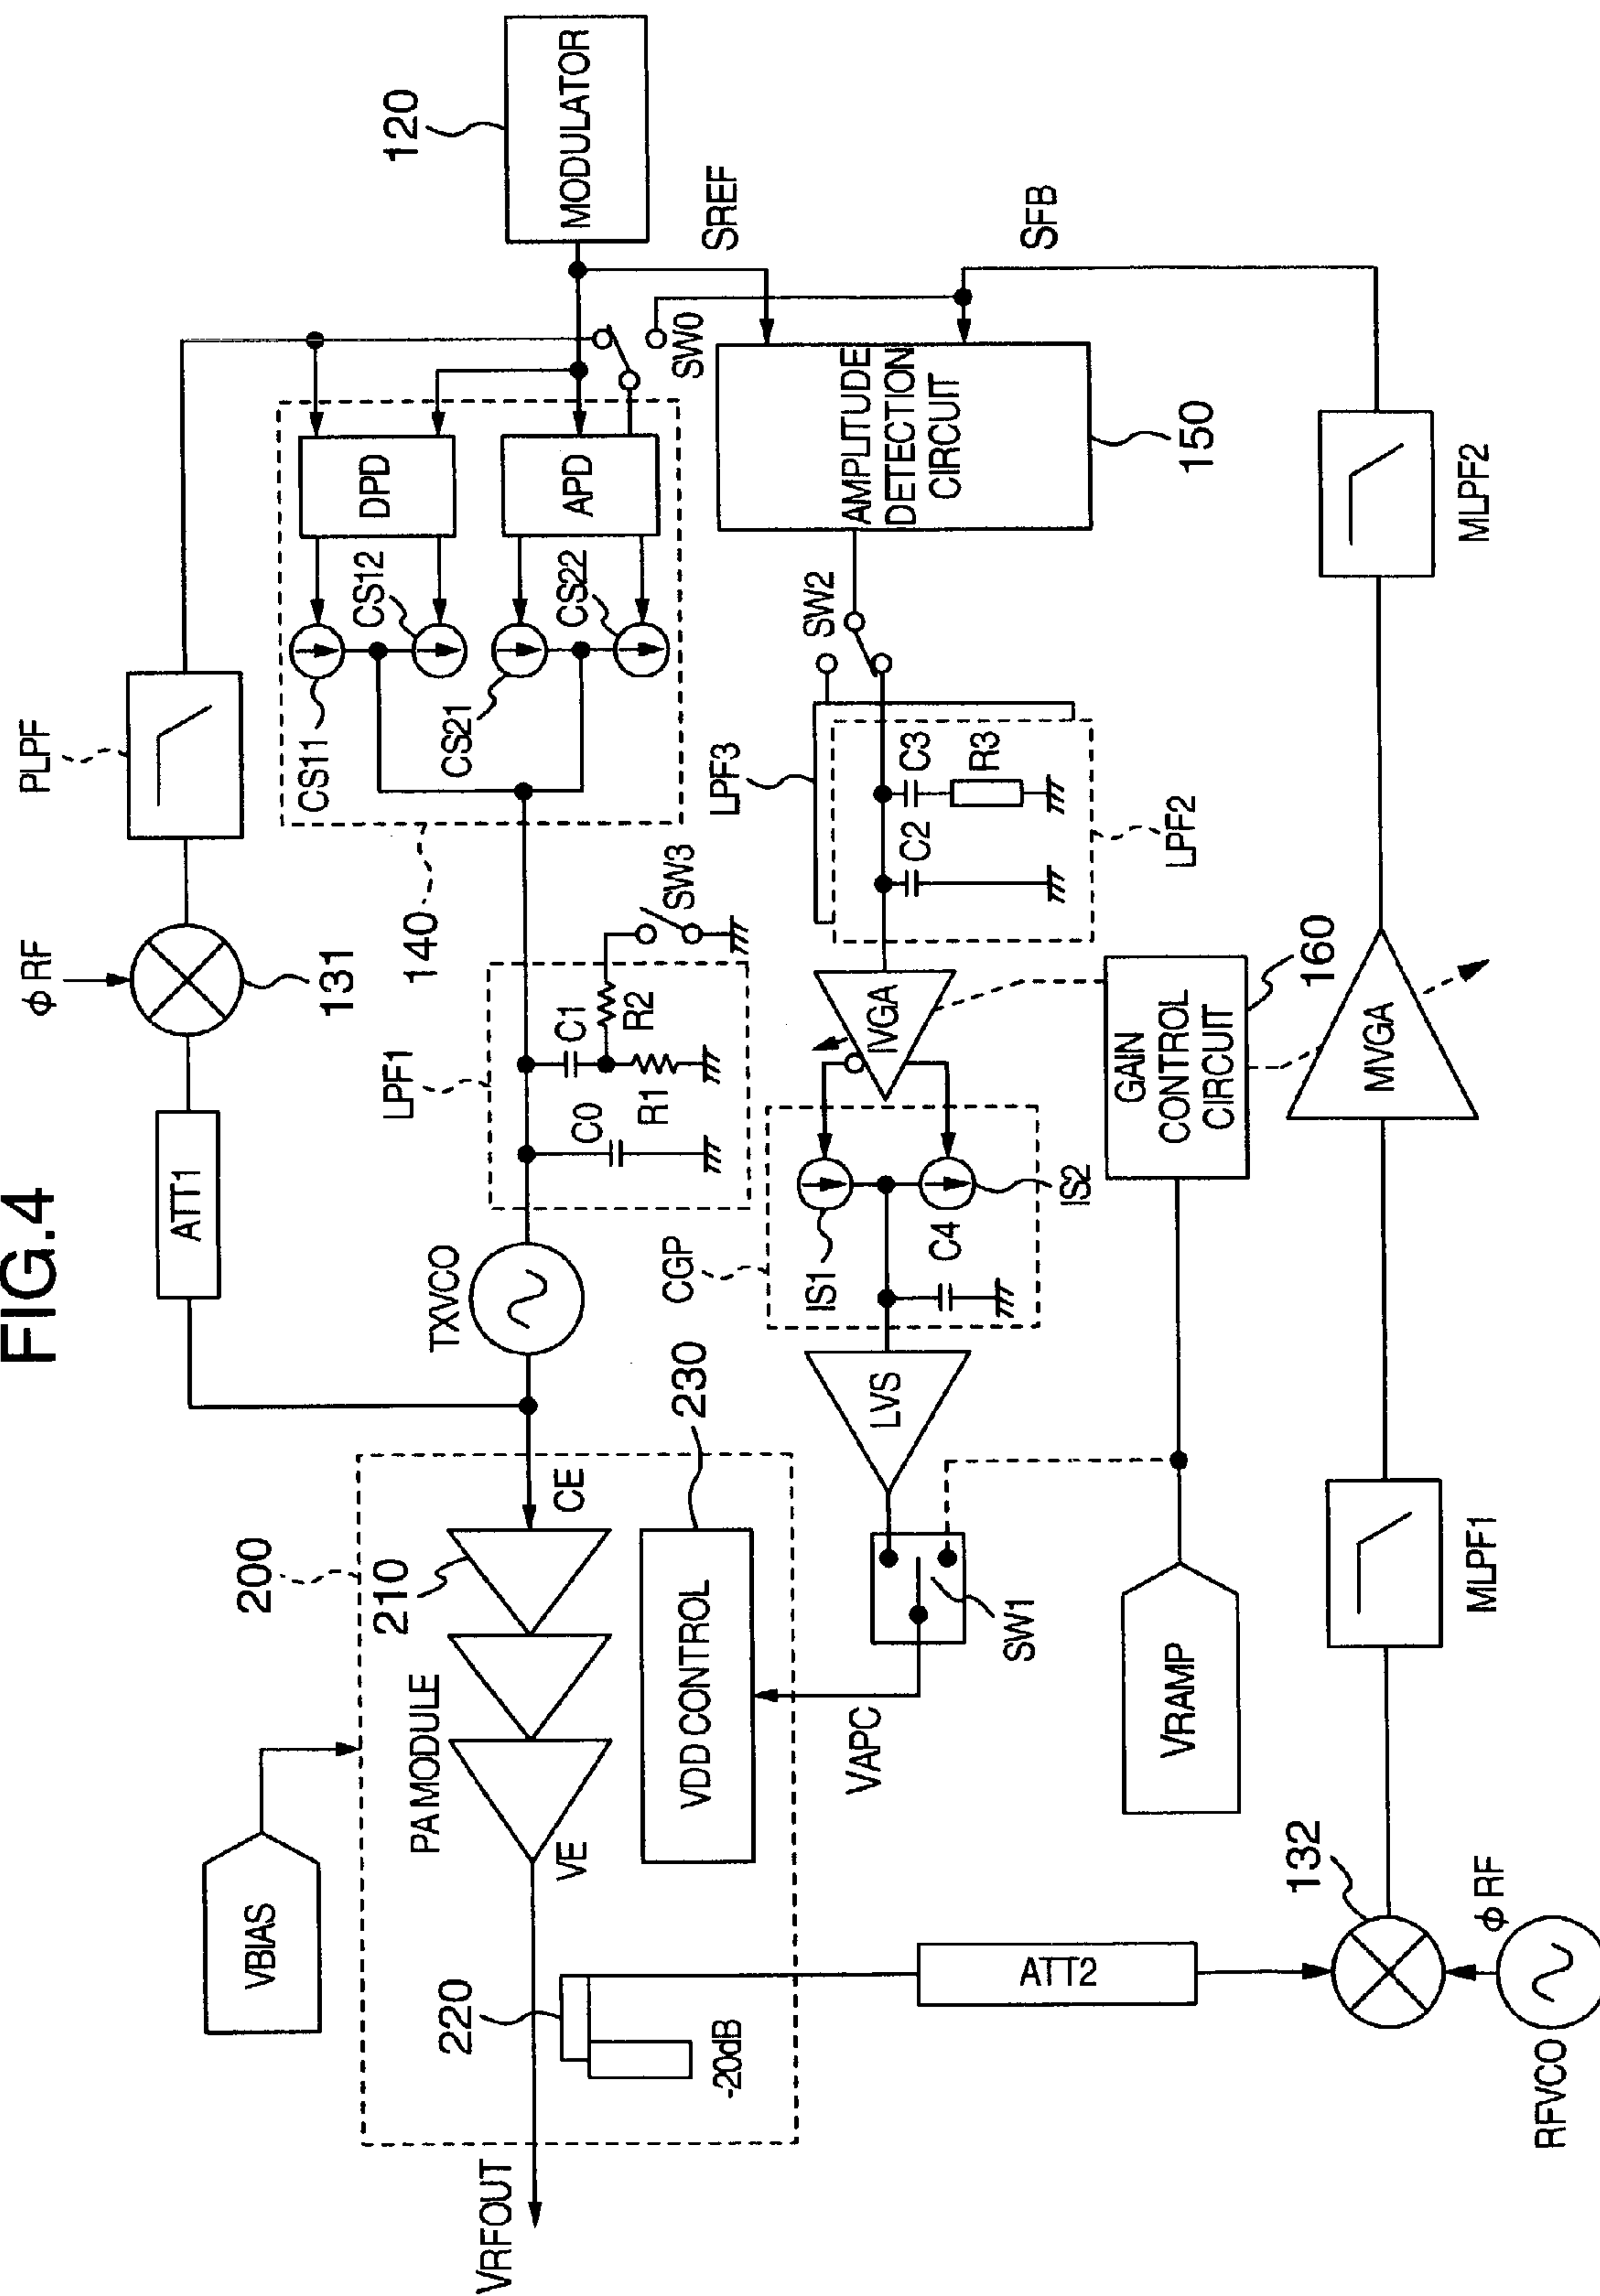 FIG.4
VRFOUT
VBIAS
200
PA MODULE
210
CE
VE
220
-20dB
VDD CONTROL
230
VAPC
ATT1
φRF
131
PLPF
TXVCO
LPF1
C0
C1
R1
R2
SW3
140
CS11
CS12
CS21
CS22
DPD
APD
120
MODULATOR
SW0
SREF
SFB
AMPLITUDE
DETECTION
CIRCUIT
150
SW2
LPF3
C3
R3
C2
LPF2
IVGA
CGP
IS1
IS2
C4
LVS
SW1
GAIN
CONTROL
CIRCUIT
160
VRAMP
ATT2
132
φRF
RFVCO
MLPF1
MVGA
MLPF2